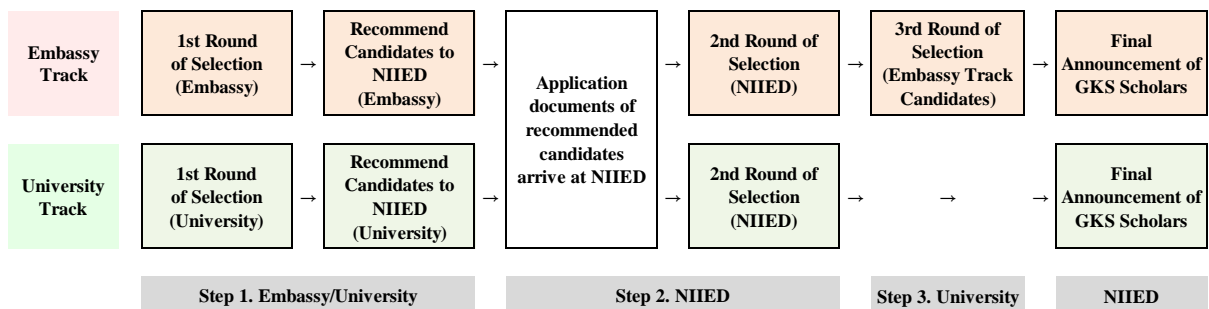 Embassy
Track
1st Round
of Selection
(Embassy)
→
Recommend
Candidates to
NIIED
(Embassy)
→
Application
documents of
recommended
candidates
arrive at NIIED
→
2nd Round of
Selection
(NIIED)
→
3rd Round of
Selection
(Embassy Track
Candidates)
→
Final
Announcement of
GKS Scholars
University
Track
1st Round
of Selection
(University)
→
Recommend
Candidates to
NIIED
(University)
→
→
2nd Round of
Selection
(NIIED)
→
→
→
Final
Announcement of
GKS Scholars
Step 1. Embassy/University
Step 2. NIIED
Step 3. University
NIIED